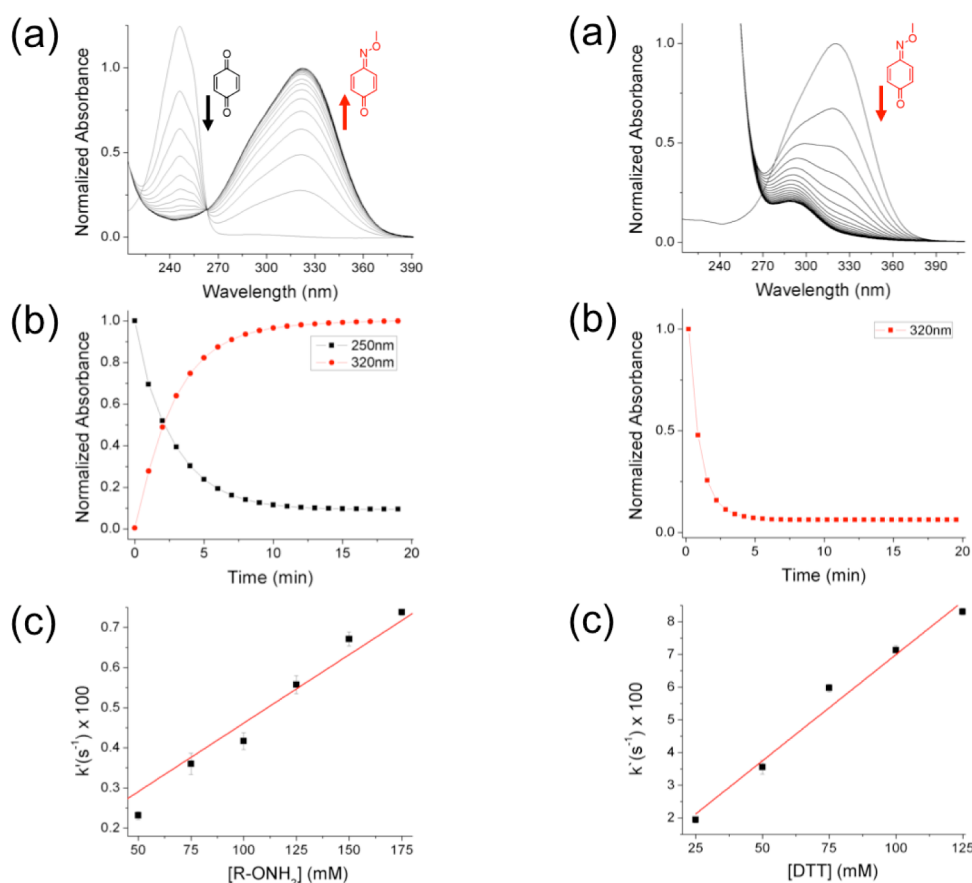 (a)
Normalized Absorbance
1.0
0.5
0.0
240
270
300
330
360
390
Wavelength (nm)
O
O
N
O
O
(b)
Normalized Absorbance
1.0
0.8
0.6
0.4
0.2
0.0
0
5
10
15
20
Time (min)
250nm
320nm
(c)
k'(s⁻¹) x 100
0.7
0.6
0.5
0.4
0.3
0.2
50
75
100
125
150
175
[R-ONH₂] (mM)
(a)
Normalized Absorbance
1.0
0.5
0.0
240
270
300
330
360
390
Wavelength (nm)
N
O
O
(b)
Normalized Absorbance
1.0
0.5
0.0
0
5
10
15
20
Time (min)
320nm
(c)
k'(s⁻¹) x 100
8
7
6
5
4
3
2
25
50
75
100
125
[DTT] (mM)